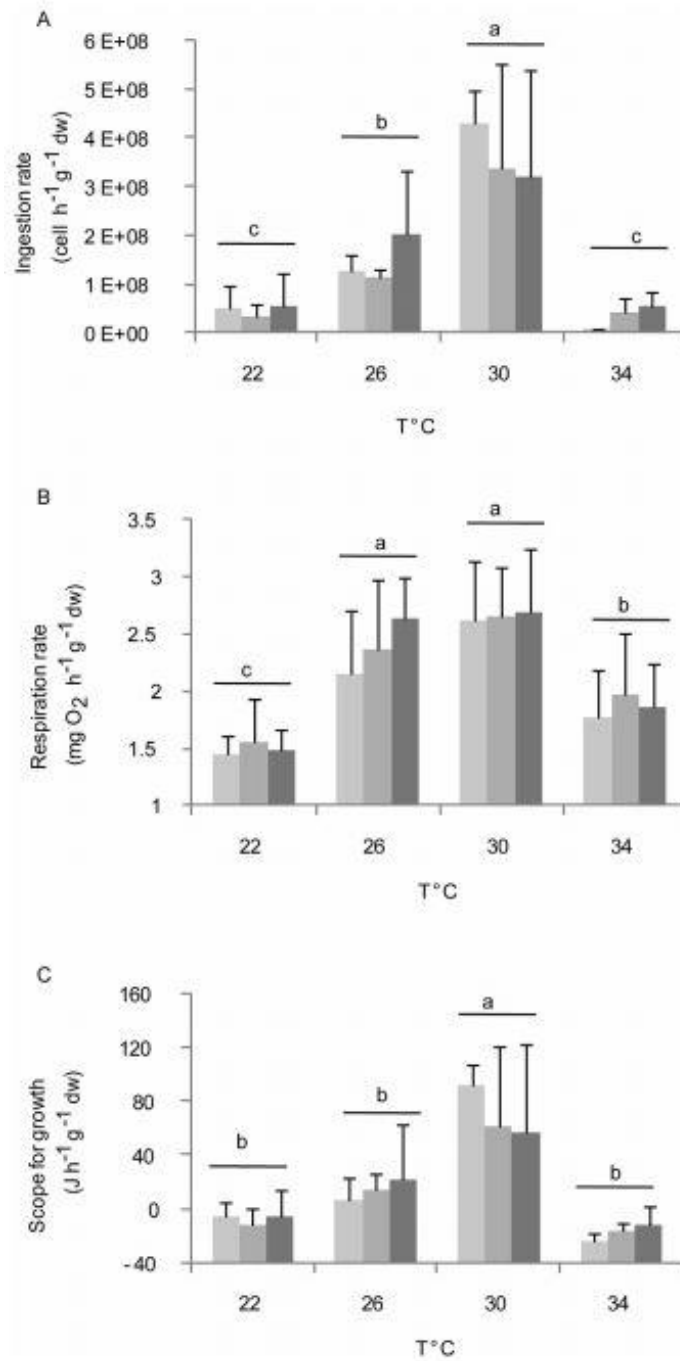 A
6 E+08
5 E+08
4 E+08
3 E+08
2 E+08
1 E+08
0 E+00
Ingestion rate
(cell h⁻¹ g⁻¹ dw)
c
b
a
c
22 26 30 34
T°C
B
3.5
3
2.5
2
1.5
1
Respiration rate
(mg O₂ h⁻¹ g⁻¹ dw)
c
a
a
b
22 26 30 34
T°C
C
160
120
80
40
0
-40
Scope for growth
(J h⁻¹ g⁻¹ dw)
b
b
a
b
22 26 30 34
T°C